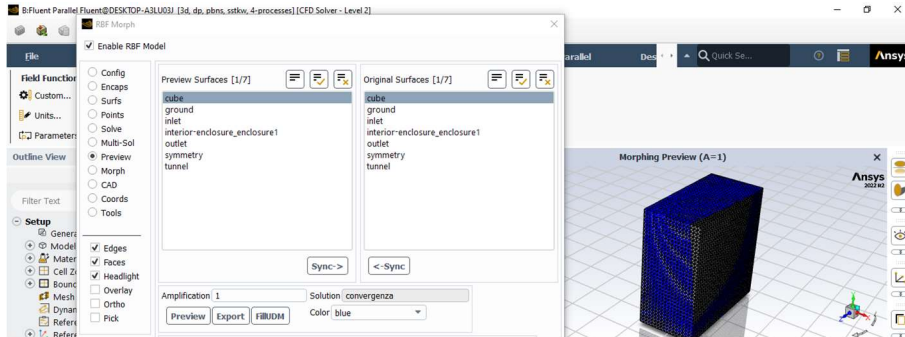 B:Fluent Parallel Fluent@DESKTOP-A3LU03J [3d, dp, pbns, sstkw, 4-processes] [CFD Solver - Level 2]
RBF Morph
Enable RBF Model
File
arallel
Des
Quick Se...
Ansys
Field Function
Custom...
Units...
Parameters
Config
Encaps
Surfs
Points
Solve
Multi-Sol
Preview
Morph
CAD
Coords
Tools
Preview Surfaces [1/7]
cube
ground
inlet
interior-enclosure_enclosure1
outlet
symmetry
tunnel
Original Surfaces [1/7]
cube
ground
inlet
interior-enclosure_enclosure1
outlet
symmetry
tunnel
Outline View
Filter Text
Setup
Genera
Model
Mater
Cell Zo
Bound
Mesh
Dynan
Refere
Refere
Edges
Faces
Headlight
Overlay
Ortho
Pick
Sync->
<-Sync
Amplification 1
Solution convergenza
Preview
Export
FillUDM
Color blue
Morphing Preview (A=1)
Ansys
2022 R2